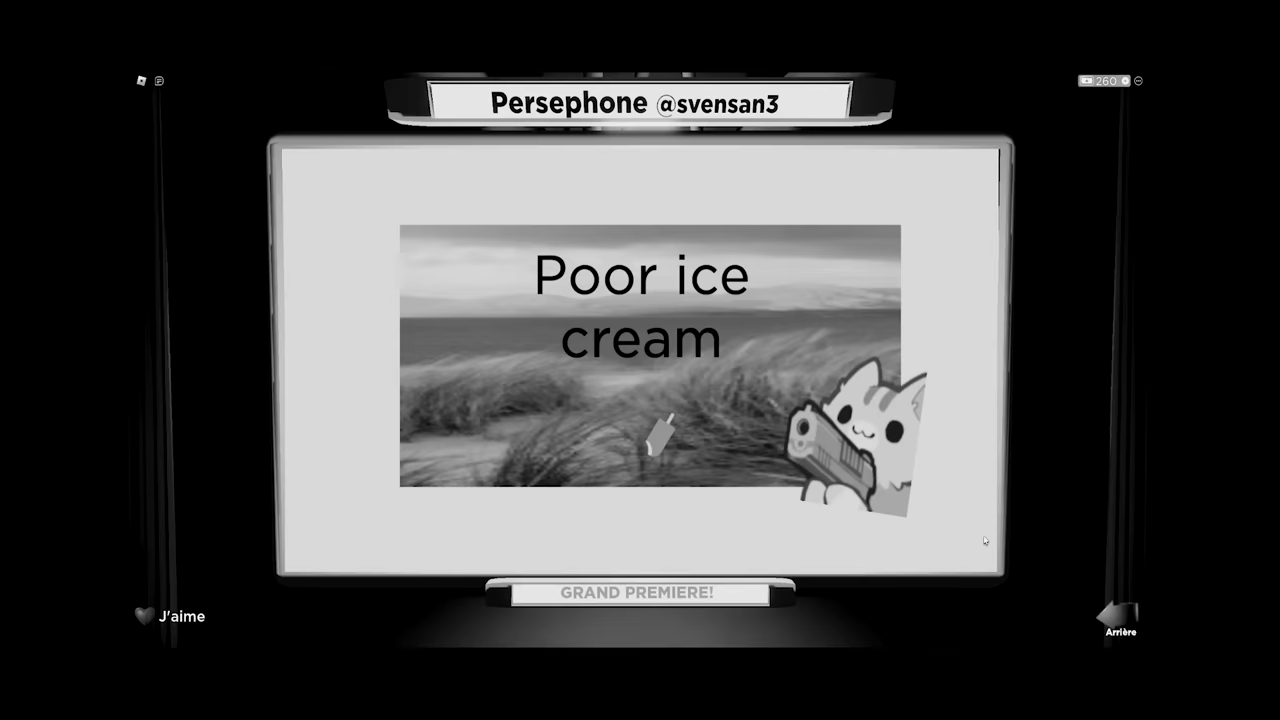 260
Persephone @svensan3
Poor ice
cream
GRAND PREMIERE!
J'aime
Arrière